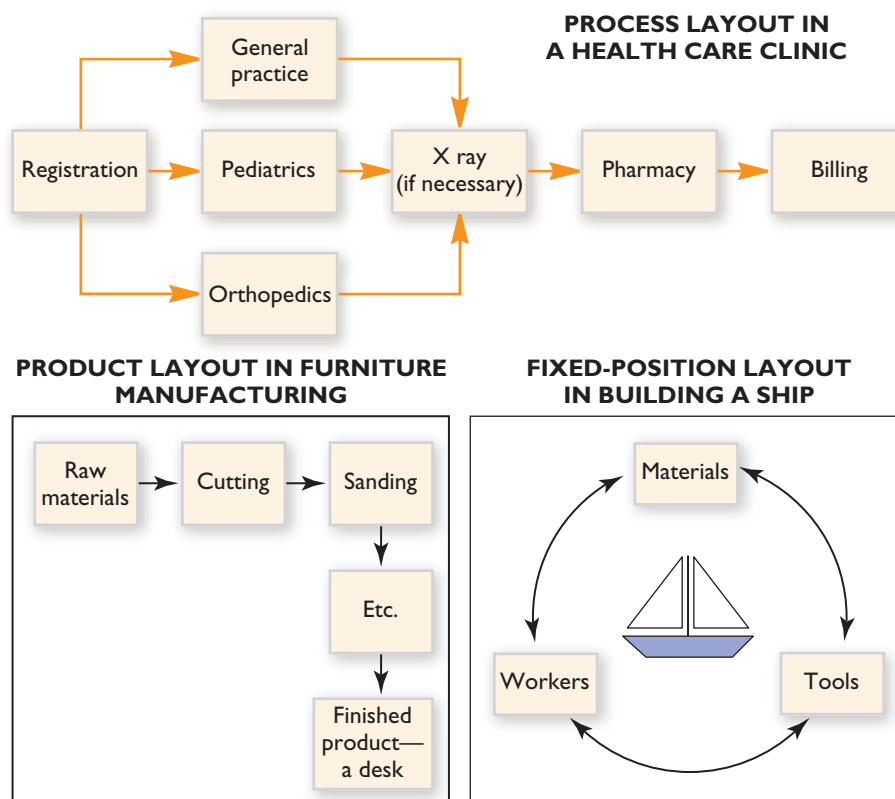 PROCESS LAYOUT IN
A HEALTH CARE CLINIC
General
practice
Registration
Pediatrics
X ray
(if necessary)
Pharmacy
Billing
Orthopedics
PRODUCT LAYOUT IN FURNITURE
MANUFACTURING
Raw
materials
Cutting
Sanding
Etc.
Finished
product—
a desk
FIXED-POSITION LAYOUT
IN BUILDING A SHIP
Materials
Workers
Tools